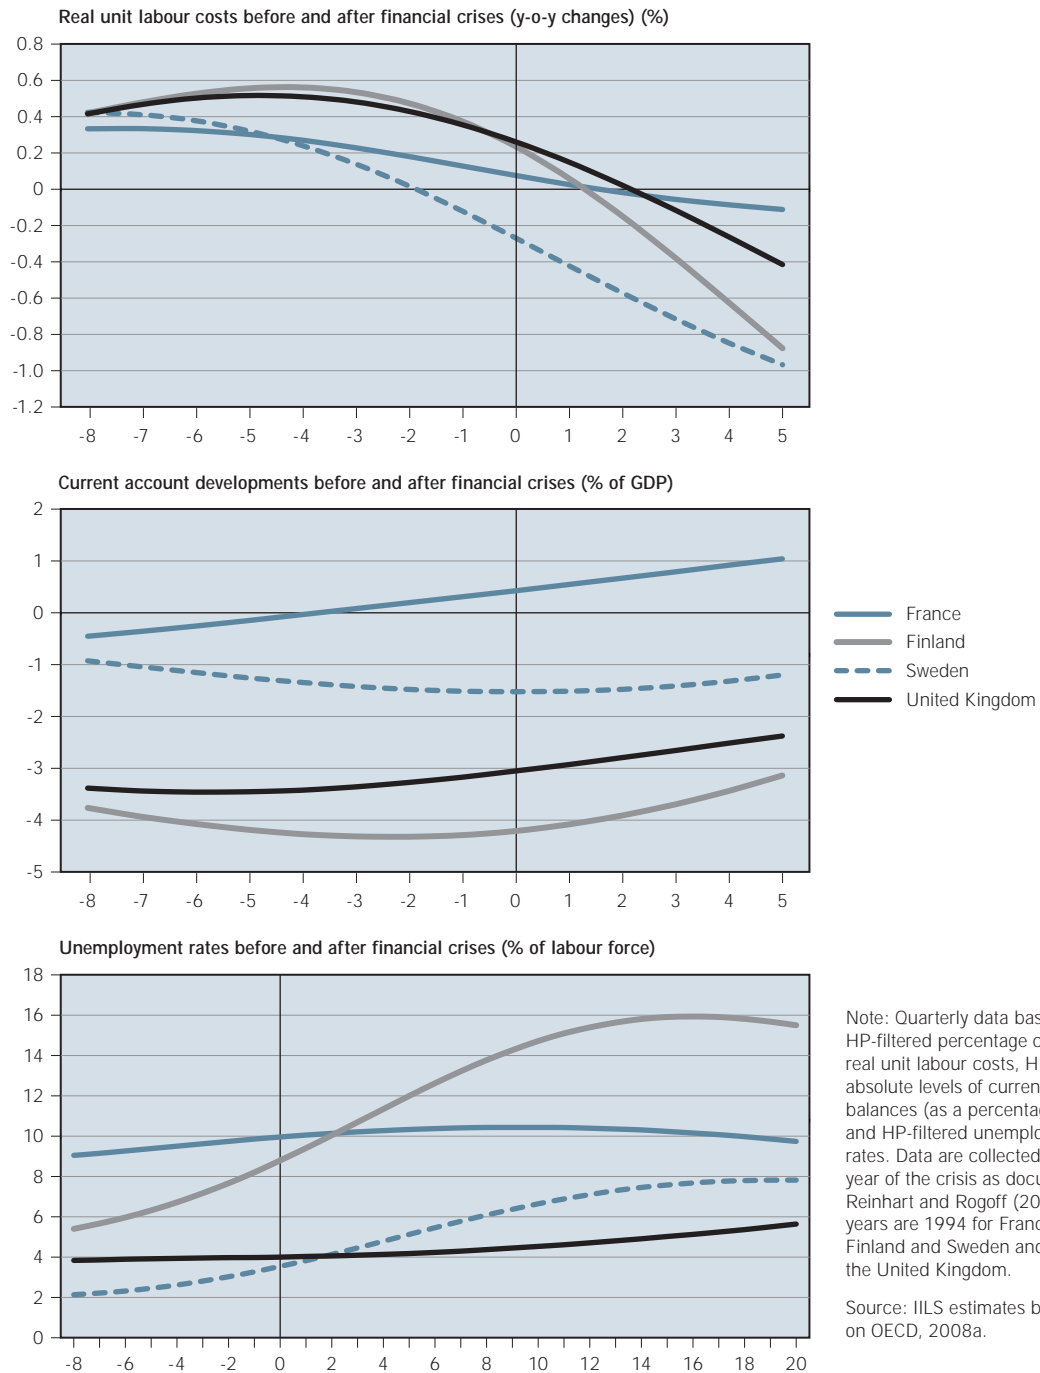 Real unit labour costs before and after financial crises (y-o-y changes) (%)
0.8
0.6
0.4
0.2
0
-0.2
-0.4
-0.6
-0.8
-1.0
-1.2
-8 -7 -6 -5 -4 -3 -2 -1 0 1 2 3 4 5
Current account developments before and after financial crises (% of GDP)
2
1
0
-1
-2
-3
-4
-5
-8 -7 -6 -5 -4 -3 -2 -1 0 1 2 3 4 5
France
Finland
Sweden
United Kingdom
Unemployment rates before and after financial crises (% of labour force)
18
16
14
12
10
8
6
4
2
0
-8 -6 -4 -2 0 2 4 6 8 10 12 14 16 18 20
Note: Quarterly data bas
HP-filtered percentage
real unit labour costs, H
absolute levels of curren
balances (as a percentag
and HP-filtered unemplo
rates. Data are collected
year of the crisis as docu
Reinhart and Rogoff (20
years are 1994 for Franc
Finland and Sweden and
the United Kingdom.
Source: IILS estimates b
on OECD, 2008a.